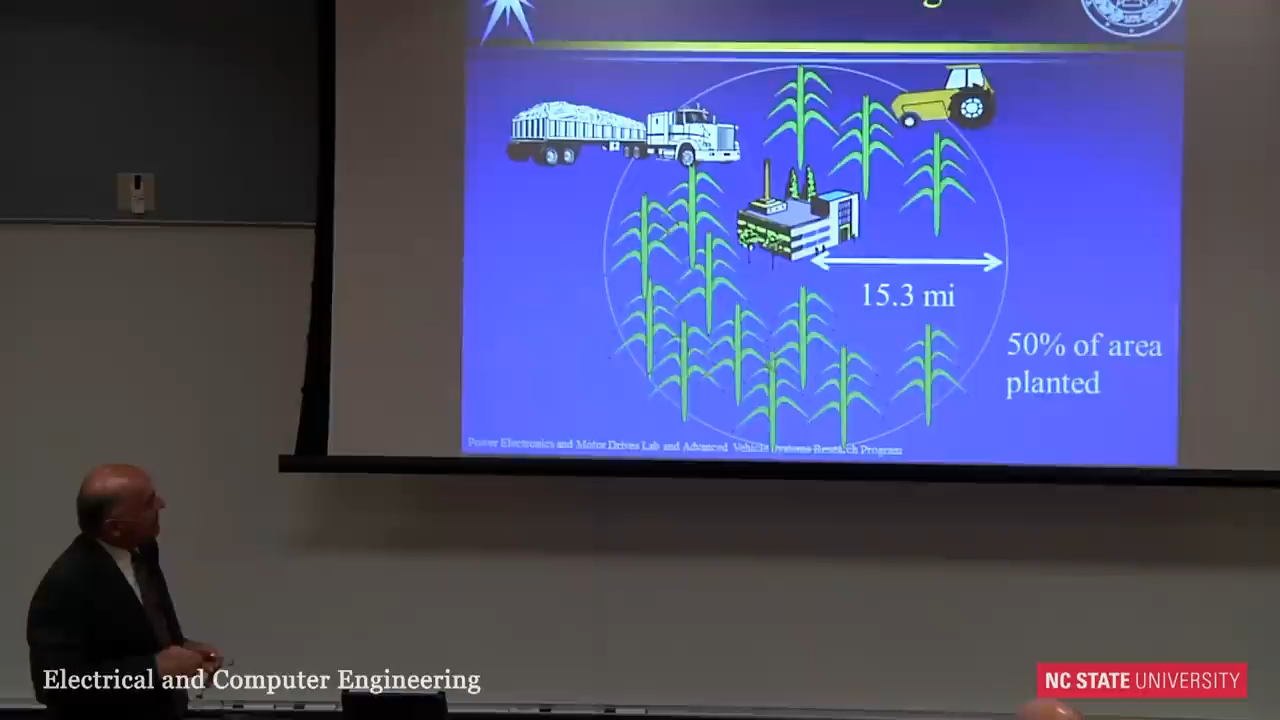 15.3 mi
50% of area
planted
Power Electronics and Motor Drives Lab and Advanced Vehicle Systems Research Program
Electrical and Computer Engineering
NC STATE UNIVERSITY